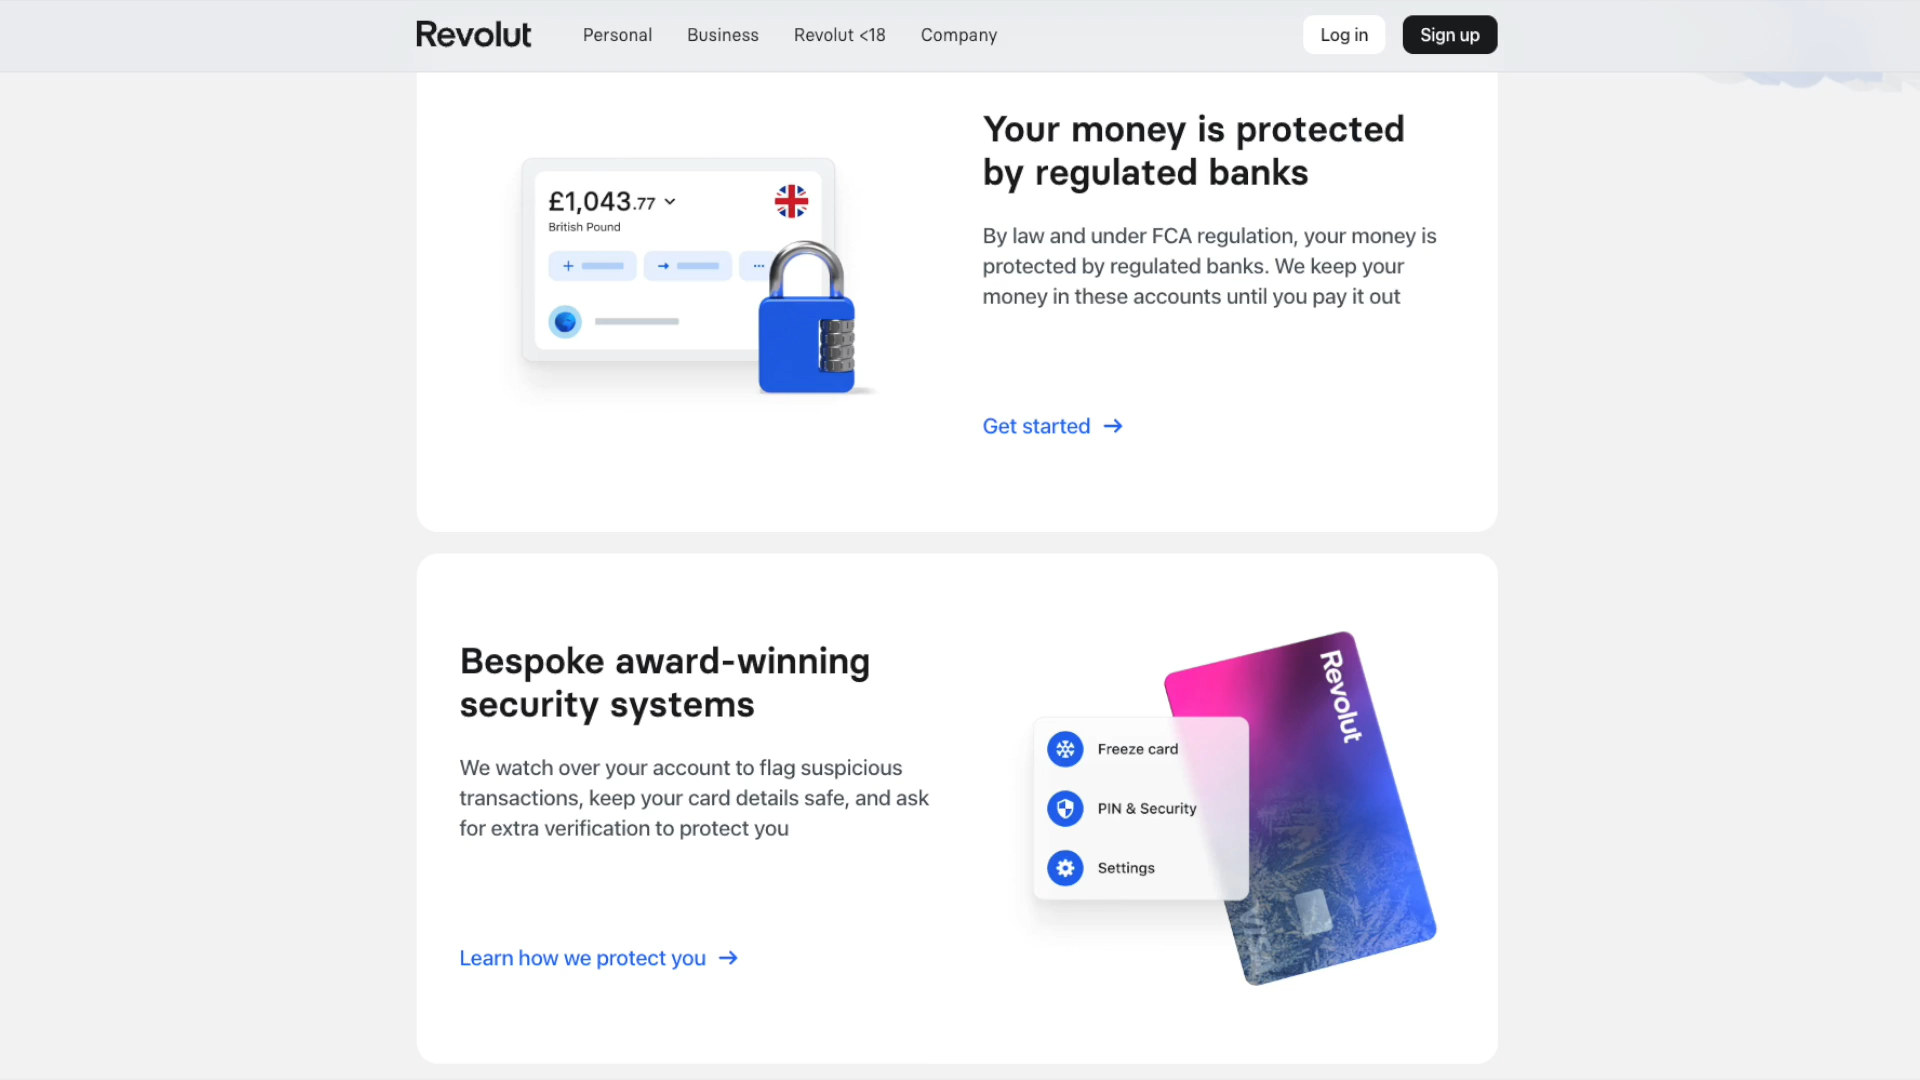 Revolut
Personal
Business
Revolut <18
Company
Log in
Sign up
£1,043.77
British Pound
Your money is protected
by regulated banks
By law and under FCA regulation, your money is
protected by regulated banks. We keep your
money in these accounts until you pay it out
Get started
Bespoke award-winning
security systems
We watch over your account to flag suspicious
transactions, keep your card details safe, and ask
for extra verification to protect you
Learn how we protect you
Freeze card
PIN & Security
Settings
Revolut